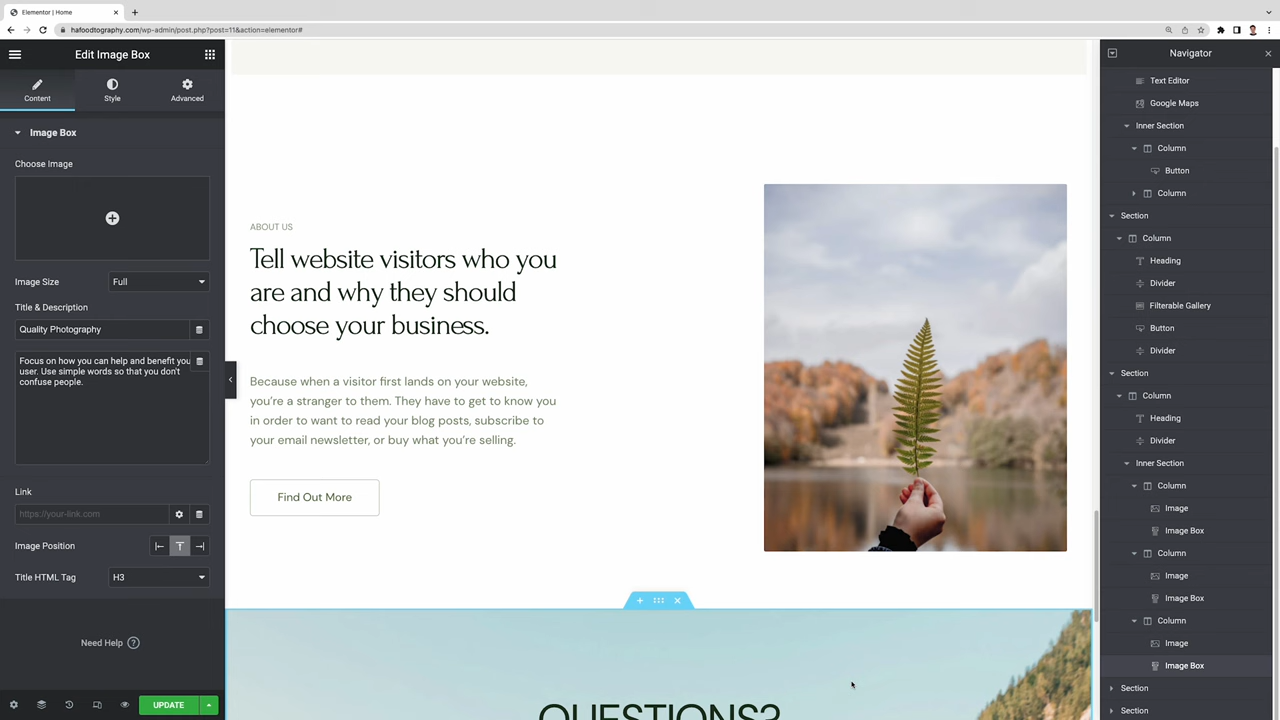 Elementor | Home
hafoodtography.com/wp-admin/post.php?post=11&action=elementor#
Edit Image Box
Content
Style
Advanced
Image Box
Choose Image
Image Size
Full
Title & Description
Quality Photography
Focus on how you can help and benefit you
user. Use simple words so that you don't
confuse people.
Link
https://your-link.com
Image Position
Title HTML Tag
H3
Need Help
UPDATE
ABOUT US
Tell website visitors who you
are and why they should
choose your business.
Because when a visitor first lands on your website,
you're a stranger to them. They have to get to know you
in order to want to read your blog posts, subscribe to
your email newsletter, or buy what you're selling.
Find Out More
QUESTIONS?
Navigator
Text Editor
Google Maps
Inner Section
Column
Button
Column
Section
Column
Heading
Divider
Filterable Gallery
Button
Divider
Section
Column
Heading
Divider
Inner Section
Column
Image
Image Box
Column
Image
Image Box
Column
Image
Image Box
Section
Section